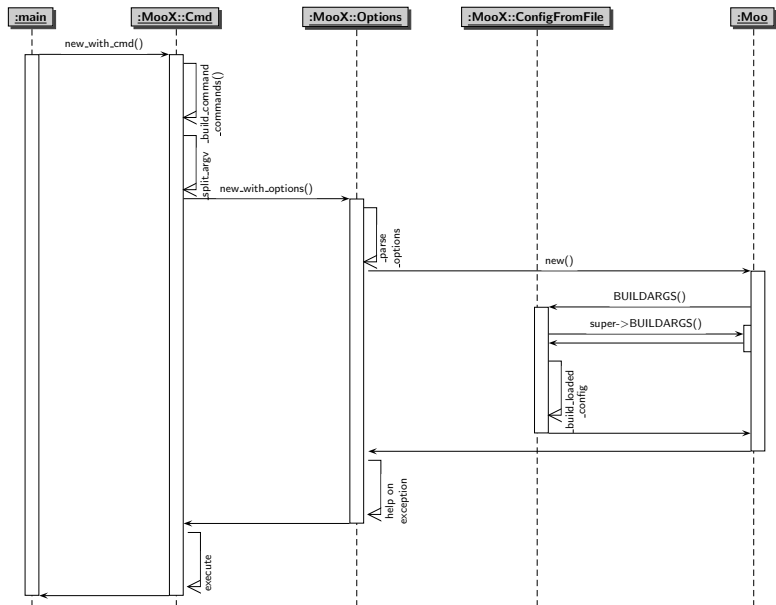 :main
:MooX::Cmd
:MooX::Options
:MooX::ConfigFromFile
:Moo
new_with_cmd()
_build_command
_commands()
_split_argv
new_with_options()
_parse
_options
new()
BUILDARGS()
super->BUILDARGS()
_build_loaded
_config
help on
exception
execute